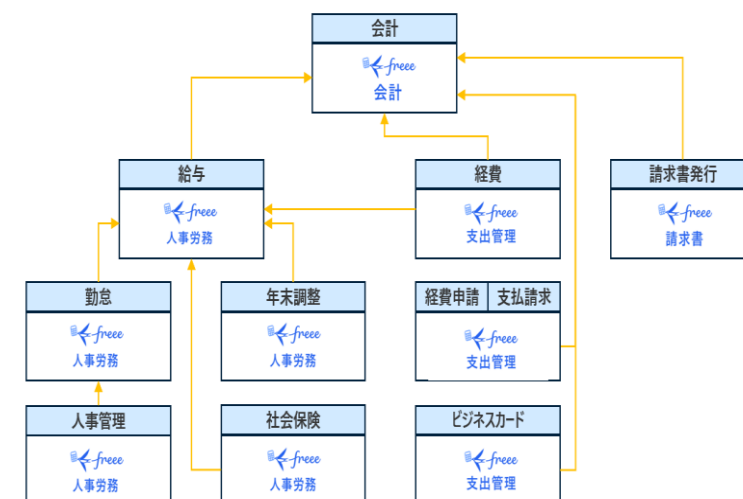 会計
freee
会計
給与
freee
人事労務
経費
freee
支出管理
請求書発行
freee
請求書
勤怠
freee
人事労務
年末調整
freee
人事労務
経費申請 支払請求
freee
支出管理
人事管理
freee
人事労務
社会保険
freee
人事労務
ビジネスカード
freee
支出管理